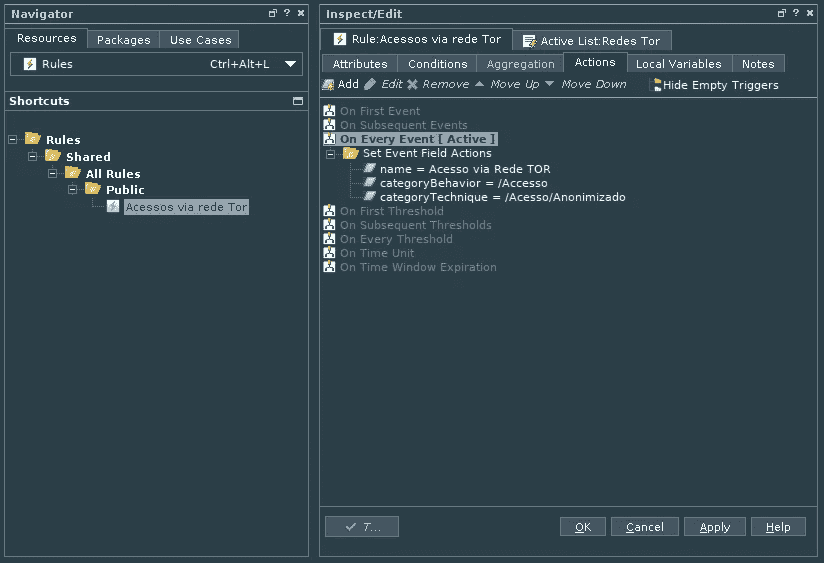 Navigator
Resources Packages Use Cases
Rules Ctrl+Alt+L
Shortcuts
Rules
Shared
All Rules
Public
Acessos via rede Tor
Inspect/Edit
Rule:Acessos via rede Tor Active List:Redes Tor
Attributes Conditions Aggregation Actions Local Variables Notes
Add Edit Remove Move Up Move Down Hide Empty Triggers
On First Event
On Subsequent Events
On Every Event [ Active ]
Set Event Field Actions
name = Acesso via Rede TOR
categoryBehavior = /Accesso
categoryTechnique = /Acesso/Anonimizado
On First Threshold
On Subsequent Thresholds
On Every Threshold
On Time Unit
On Time Window Expiration
T... OK Cancel Apply Help